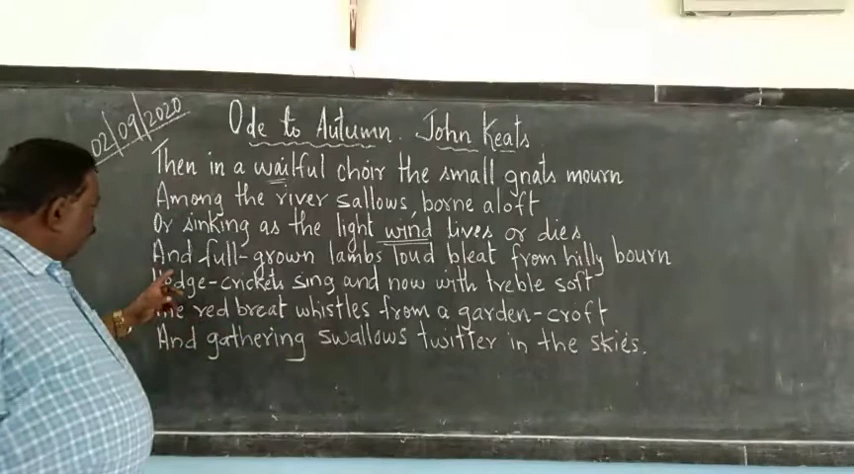 02/09/2020
Ode to Autumn. John Keats
Then in a wailful choir the small gnats mourn
Among the river sallows, borne aloft
Or sinking as the light wind lives or dies
And full-grown lambs loud bleat from hilly bourn
Hedge-crickets sing and now with treble soft
The red breat whistles from a garden-croft
And gathering swallows twitter in the skies.